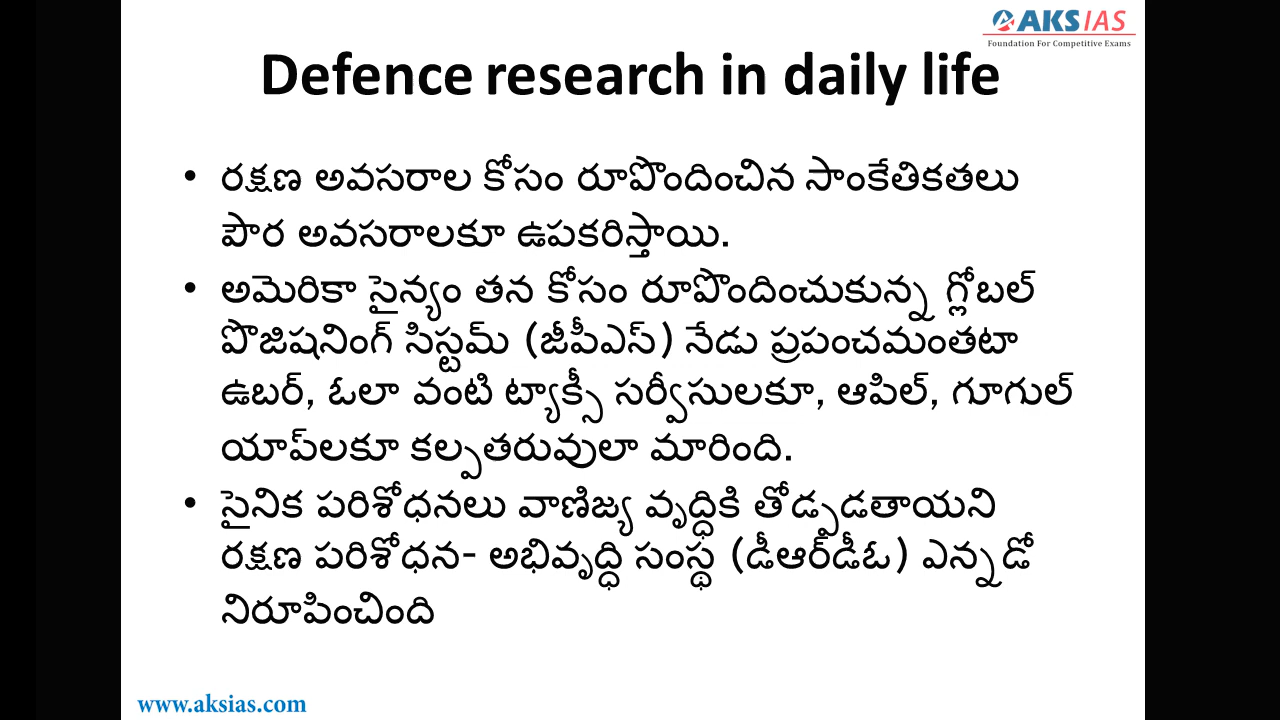 AKS IAS
Foundation For Competitive Exams
Defence research in daily life
• రక్షణ అవసరాల కోసం రూపొందించిన సాంకేతికతలు
పౌర అవసరాలకూ ఉపకరిస్తాయి.
• అమెరికా సైన్యం తన కోసం రూపొందించుకున్న గ్లోబల్
పొజిషనింగ్ సిస్టమ్ (జీపీఎస్) నేడు ప్రపంచమంతటా
ఉబర్, ఓలా వంటి ట్యాక్సీ సర్వీసులకూ, ఆపిల్, గూగుల్
యాప్‌లకూ కల్పతరువులా మారింది.
• సైనిక పరిశోధనలు వాణిజ్య వృద్ధికి తోడ్పడతాయని
రక్షణ పరిశోధన- అభివృద్ధి సంస్థ (డీఆర్‌డీఓ) ఎన్నడో
నిరూపించింది
www.aksias.com